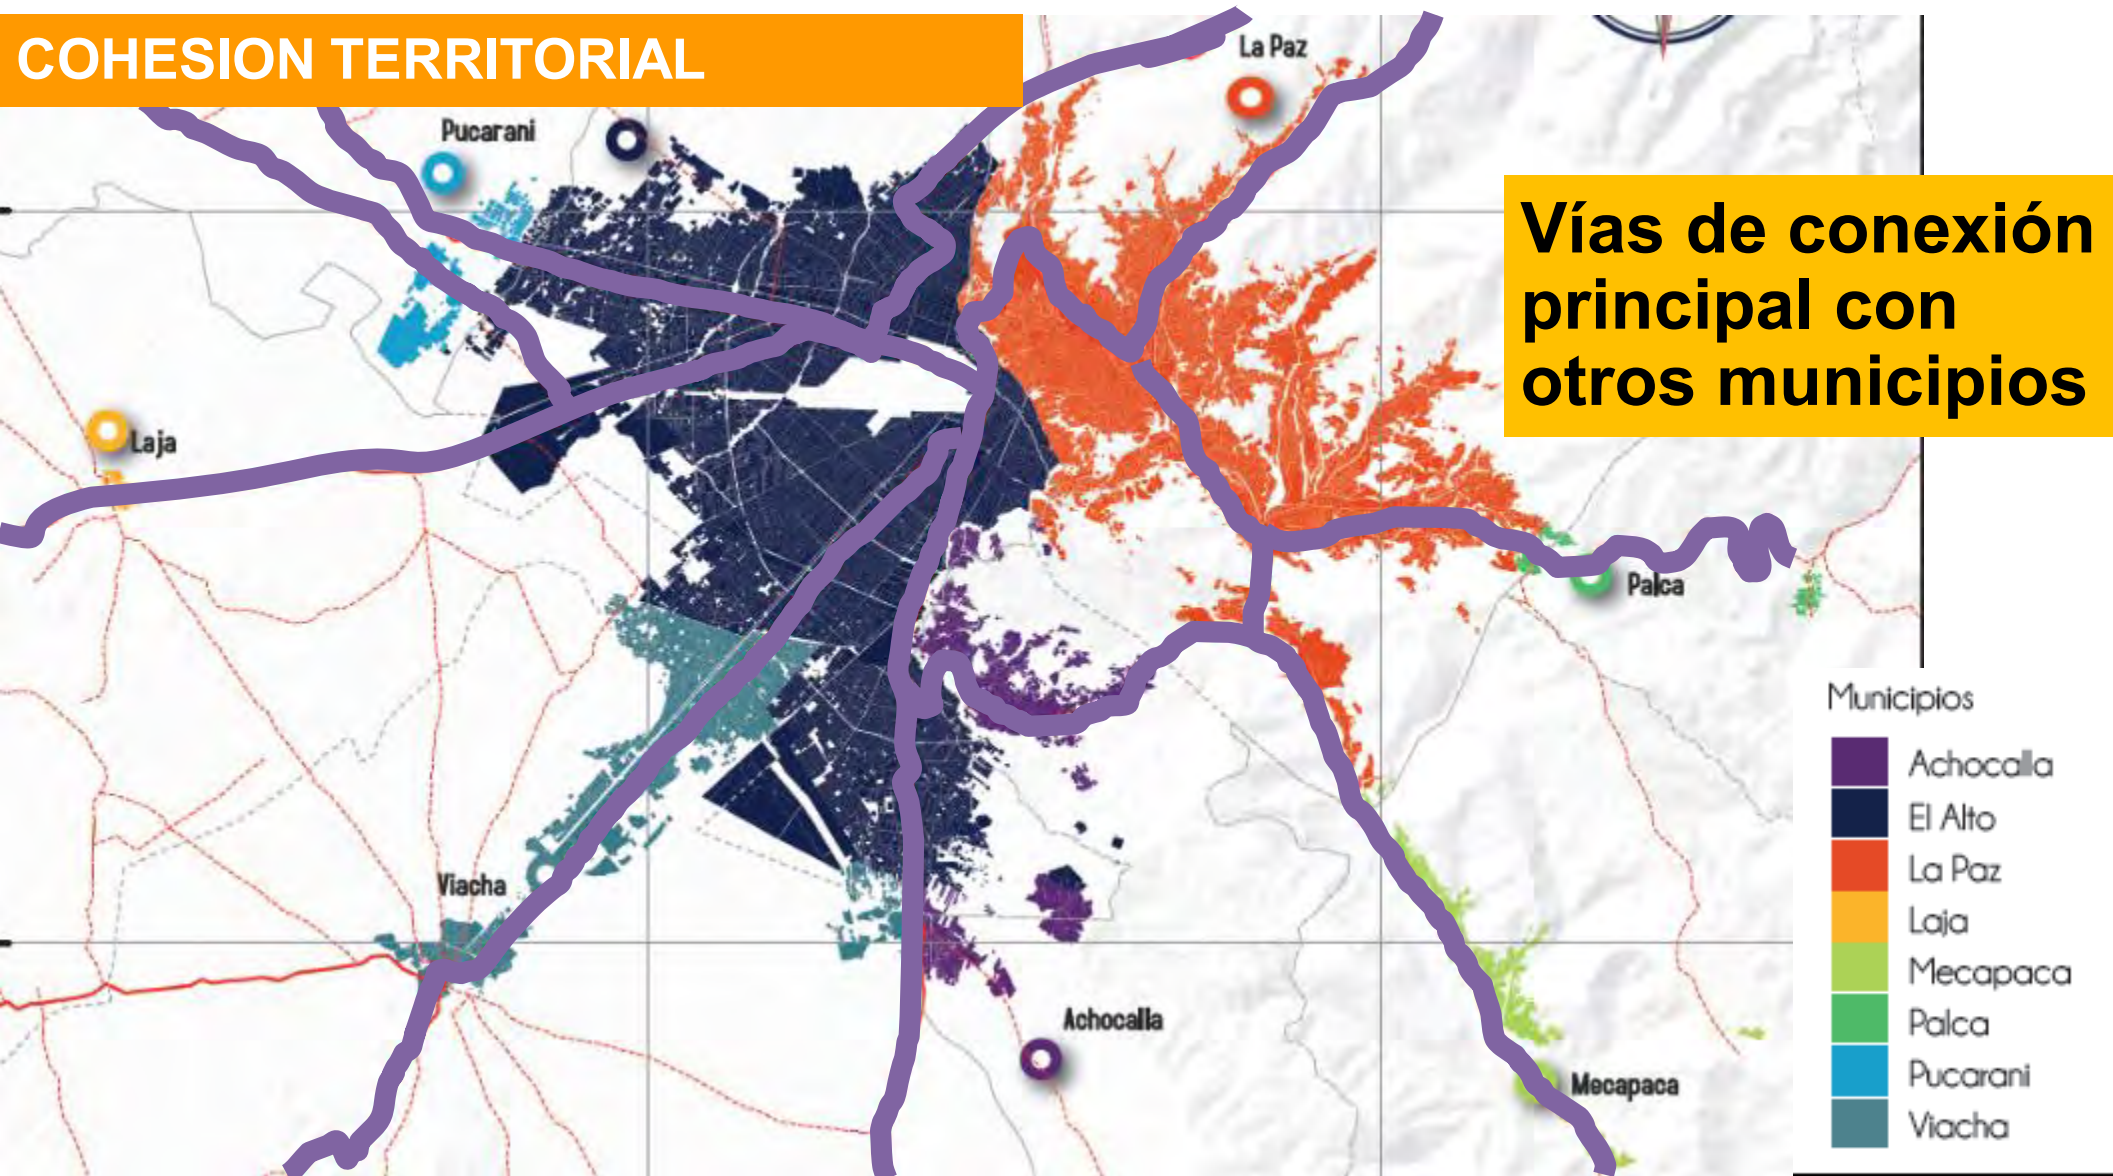 COHESION TERRITORIAL
La Paz
Pucarani
Vías de conexión
principal con
otros municipios
Laja
Palca
Viacha
Achocalla
Mecapaca
Municipios
Achocalla
El Alto
La Paz
Laja
Mecapaca
Palca
Pucarani
Viacha